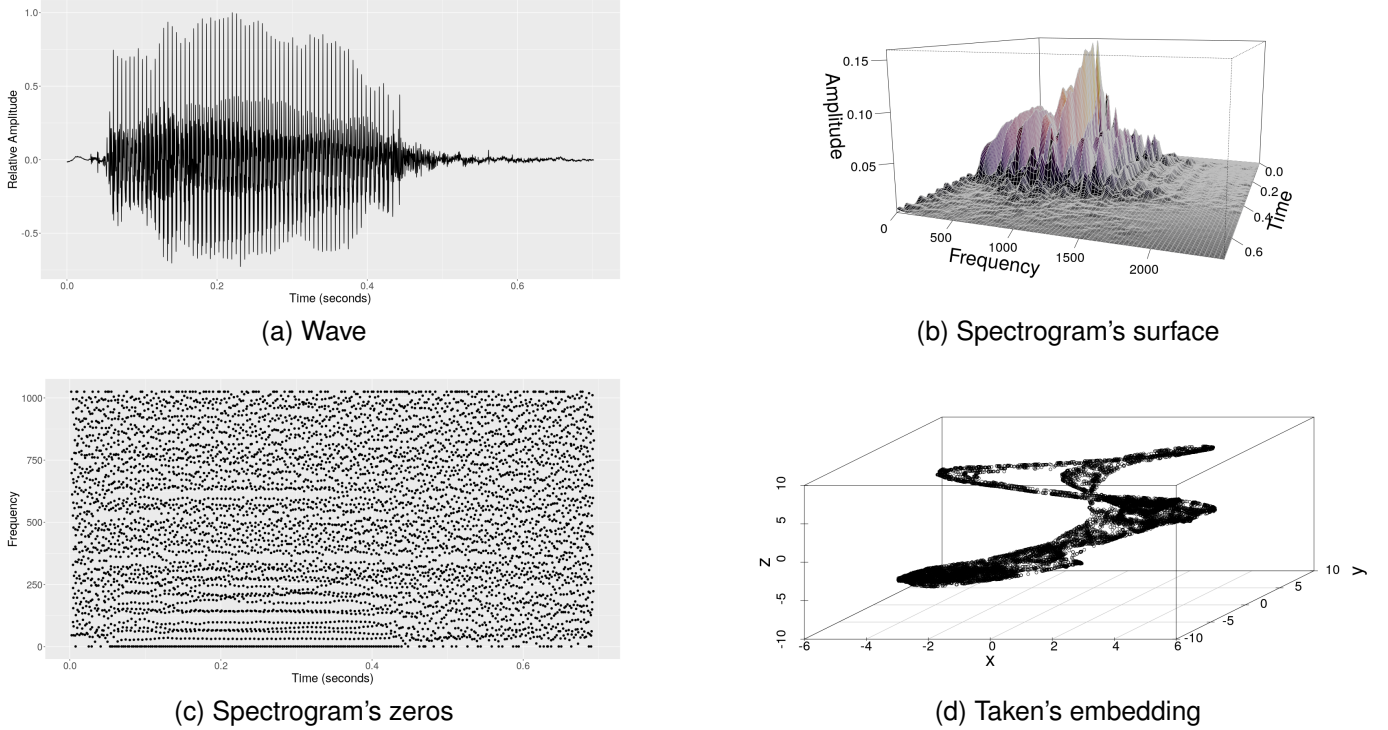 1.0
0.5
0.0
-0.5
Relative Amplitude
0.0 0.2 0.4 0.6
Time (seconds)
(a) Wave
0.15
0.10
0.05
Amplitude
0 500 1000 1500 2000
Frequency
0.0
0.2
0.4
0.6
Time
(b) Spectrogram's surface
1000
750
500
250
0
Frequency
0.0 0.2 0.4 0.6
Time (seconds)
(c) Spectrogram's zeros
10
5
0
-5
-10
z
-6 -4 -2 0 2 4 6
x
-10
-5
0
5
10
y
(d) Taken's embedding